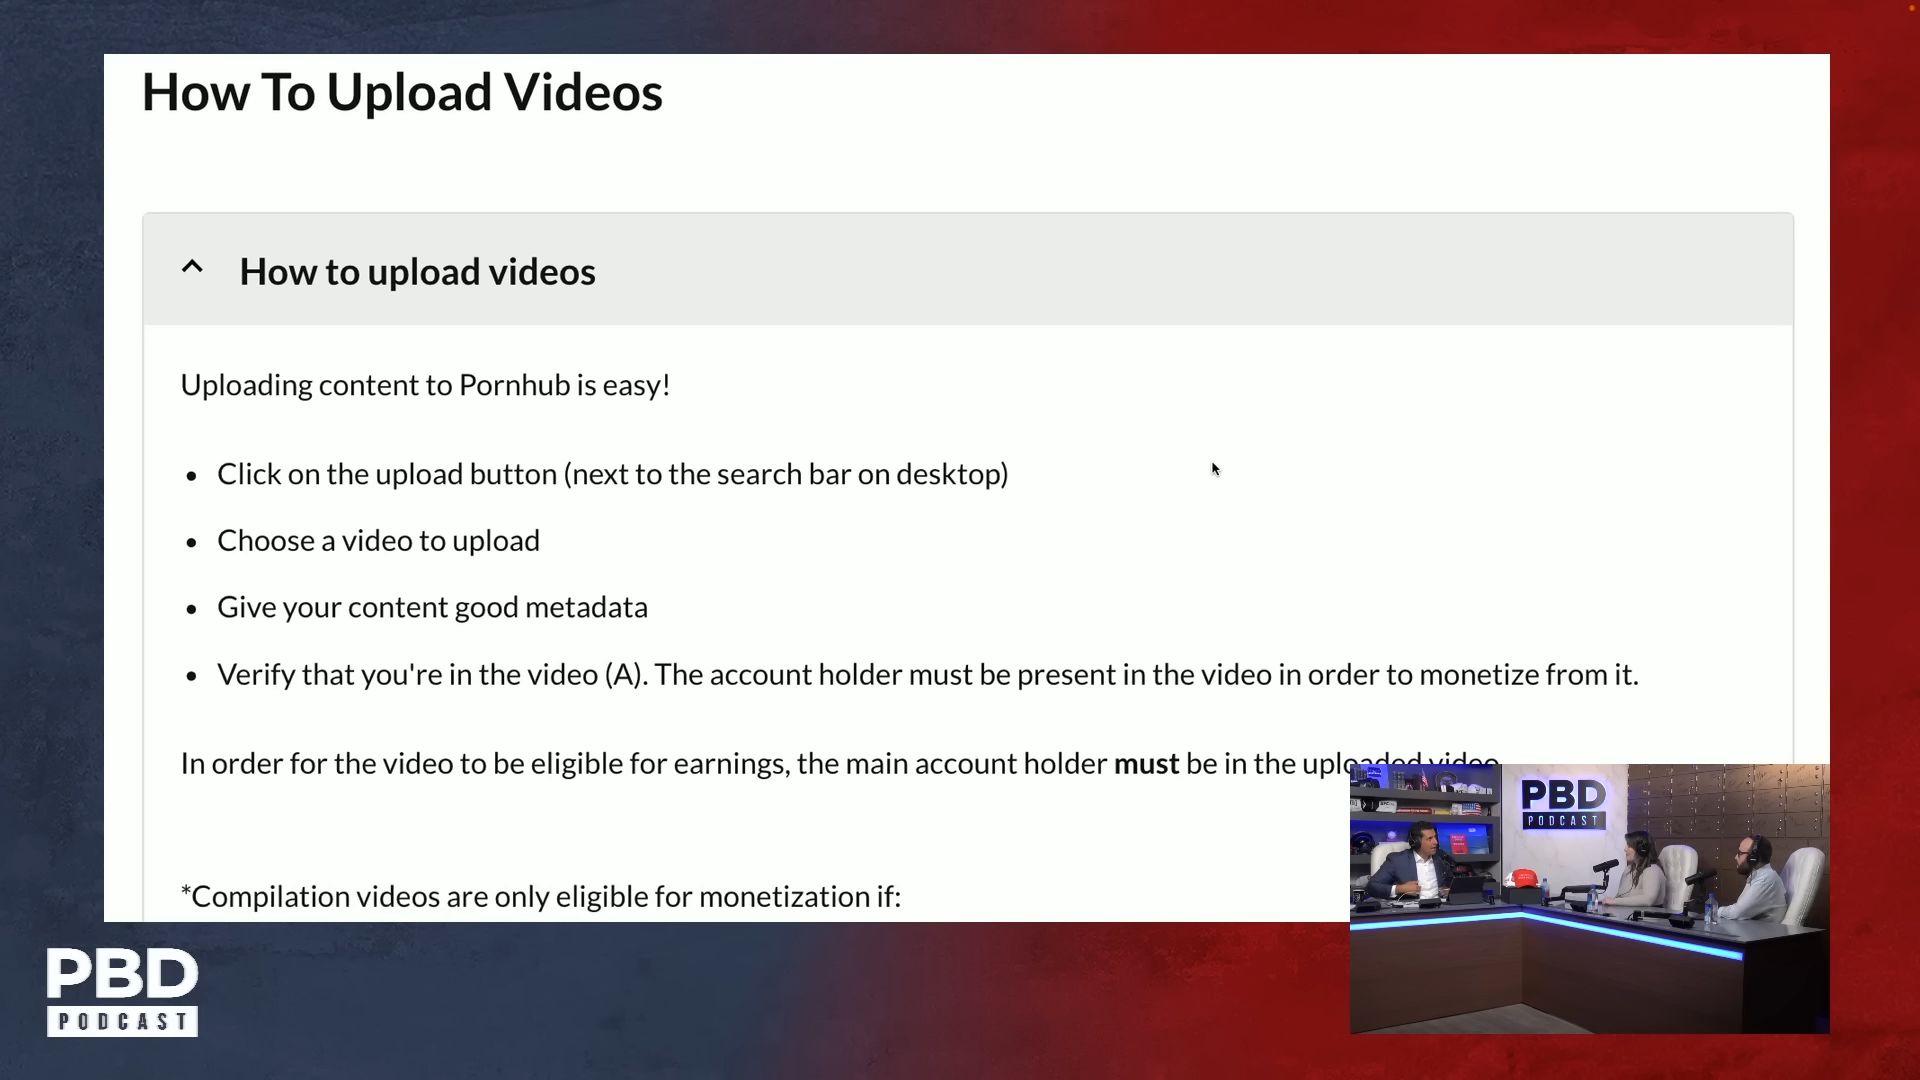 How To Upload Videos
How to upload videos
Uploading content to Pornhub is easy!
• Click on the upload button (next to the search bar on desktop)
• Choose a video to upload
• Give your content good metadata
• Verify that you're in the video (A). The account holder must be present in the video in order to monetize from it.
In order for the video to be eligible for earnings, the main account holder must be in the uploaded video
*Compilation videos are only eligible for monetization if:
PBD
PODCAST
PBD
PODCAST